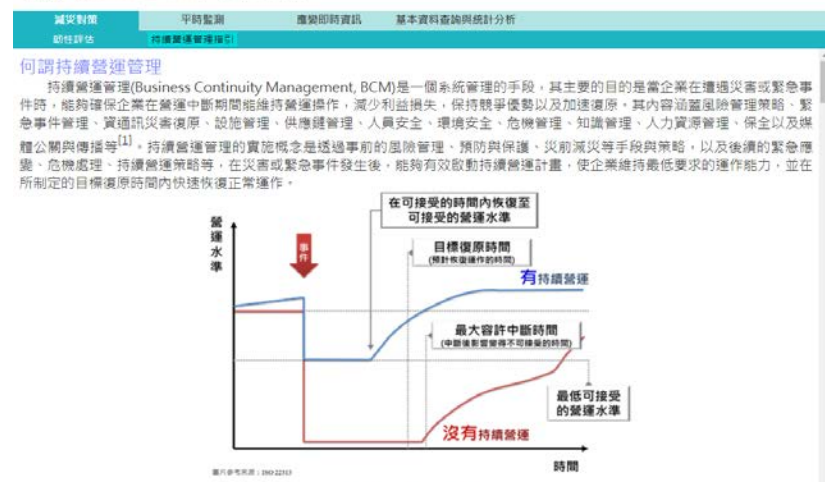 減災對策 平時監測 應變即時資訊 基本資料查詢與統計分析
韌性評估 持續營運管理指引
何謂持續營運管理
持續營運管理(Business Continuity Management, BCM)是一個系統管理的手段，其主要的目的是當企業在遭遇災害或緊急事
件時，能夠確保企業在營運中斷期間能維持營運操作，減少利益損失，保持競爭優勢以及加速復原。其內容涵蓋風險管理策略、緊
急事件管理、資通訊災害復原、設施管理、供應鏈管理、人員安全、環境安全、危機管理、知識管理、人力資源管理、保全以及媒
體公關與傳播等[1]。持續營運管理的實施概念是透過事前的風險管理、預防與保護、災前減災等手段與策略，以及後續的緊急應
變、危機處理、持續營運策略等，在災害或緊急事件發生後，能夠有效啟動持續營運計畫，使企業維持最低要求的運作能力，並在
所制定的目標復原時間內快速恢復正常運作。
營運水準
事件
在可接受的時間內恢復至
可接受的營運水準
目標復原時間
(預計恢復運作的時間)
有持續營運
最大容許中斷時間
(中斷後影響變得不可接受的時間)
最低可接受
的營運水準
沒有持續營運
時間
圖片參考來源：ISO 22313